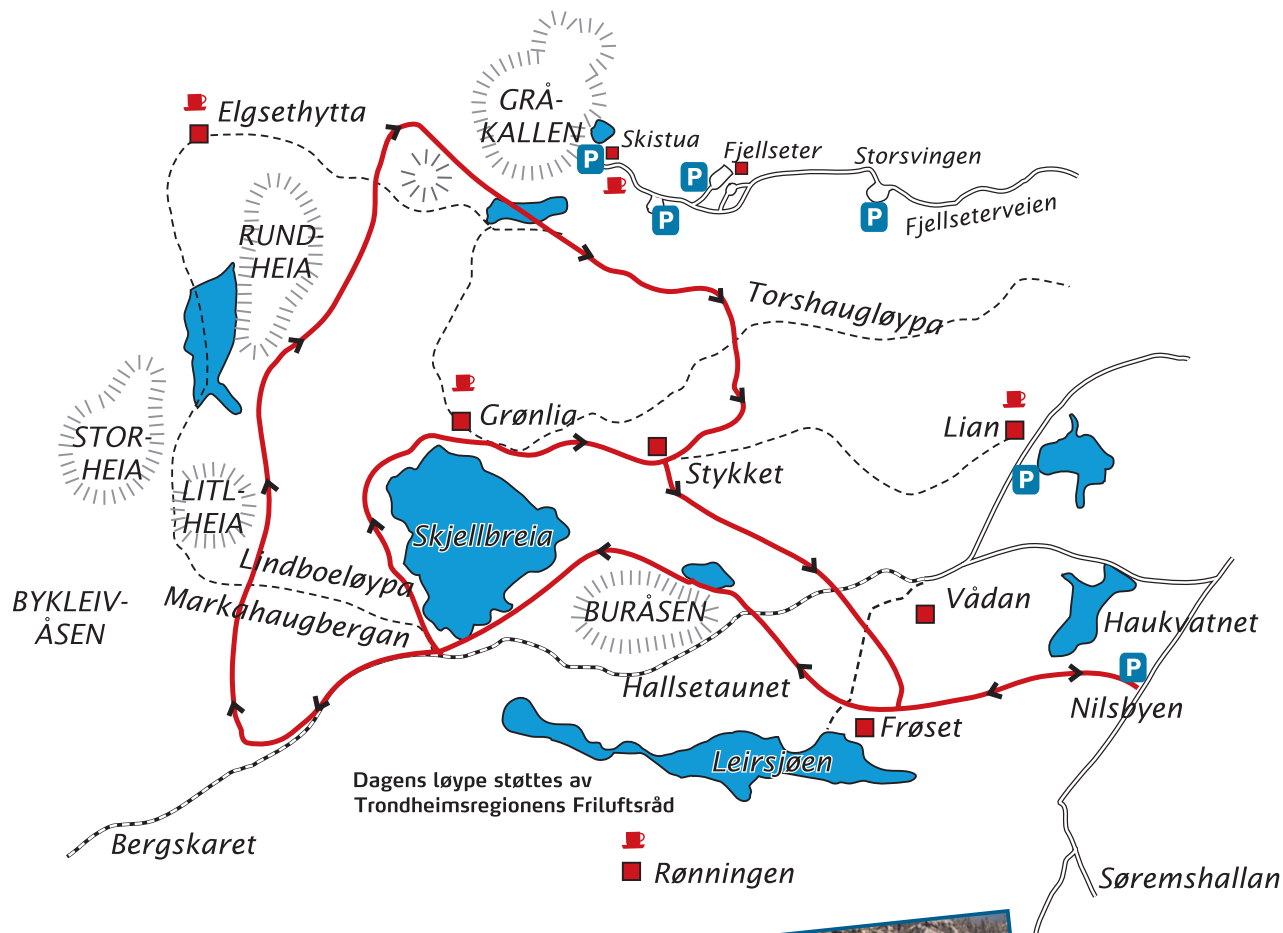 Elgsethytta
GRÅ-
KALLEN
P
Skistua
P
Fjellseter
Storsvingen
P
P
Fjellseterveien
RUND-
HEIA
Torshaugløypa
STOR-
HEIA
Grønlia
Lian
LITL-
HEIA
Stykket
P
Skjellbreia
Lindboeløypa
BYKLEIV-
ÅSEN
Markahaugbergan
BURÅSEN
Vådan
Haukvatnet
P
Hallsetaunet
Nilsbyen
Frøset
Leirsjøen
Dagens løype støttes av
Trondheimsregionens Friluftsråd
Bergskaret
Rønningen
Søremshallan